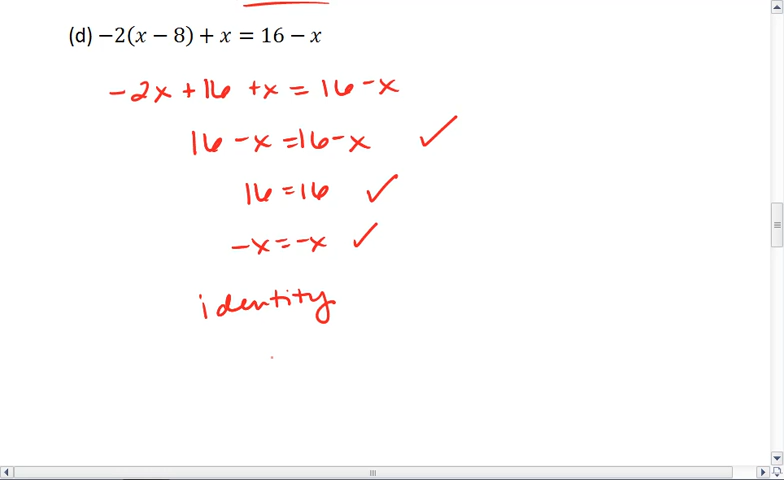 (d) −2(x − 8) + x = 16 − x
-2x + 16 + x = 16 - x
16 - x = 16 - x ✓
16 = 16 ✓
-x = -x ✓
identity